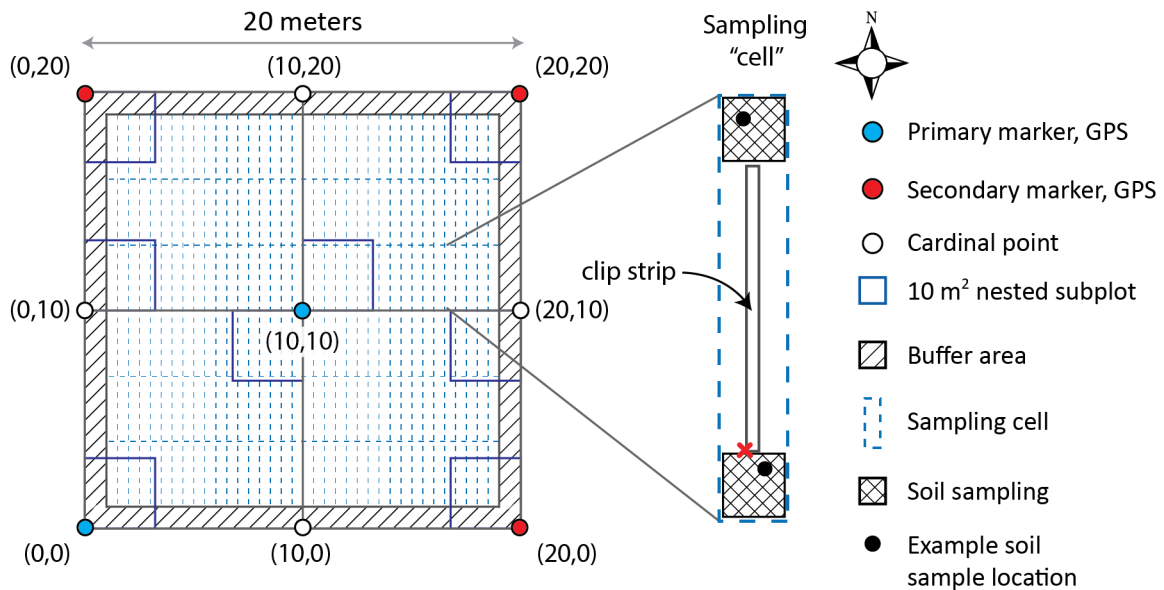 20 meters
(0,20)
(10,20)
(20,20)
(0,10)
(10,10)
(20,10)
(0,0)
(10,0)
(20,0)
Sampling
“cell”
clip strip
N
Primary marker, GPS
Secondary marker, GPS
Cardinal point
10 m² nested subplot
Buffer area
Sampling cell
Soil sampling
Example soil
sample location